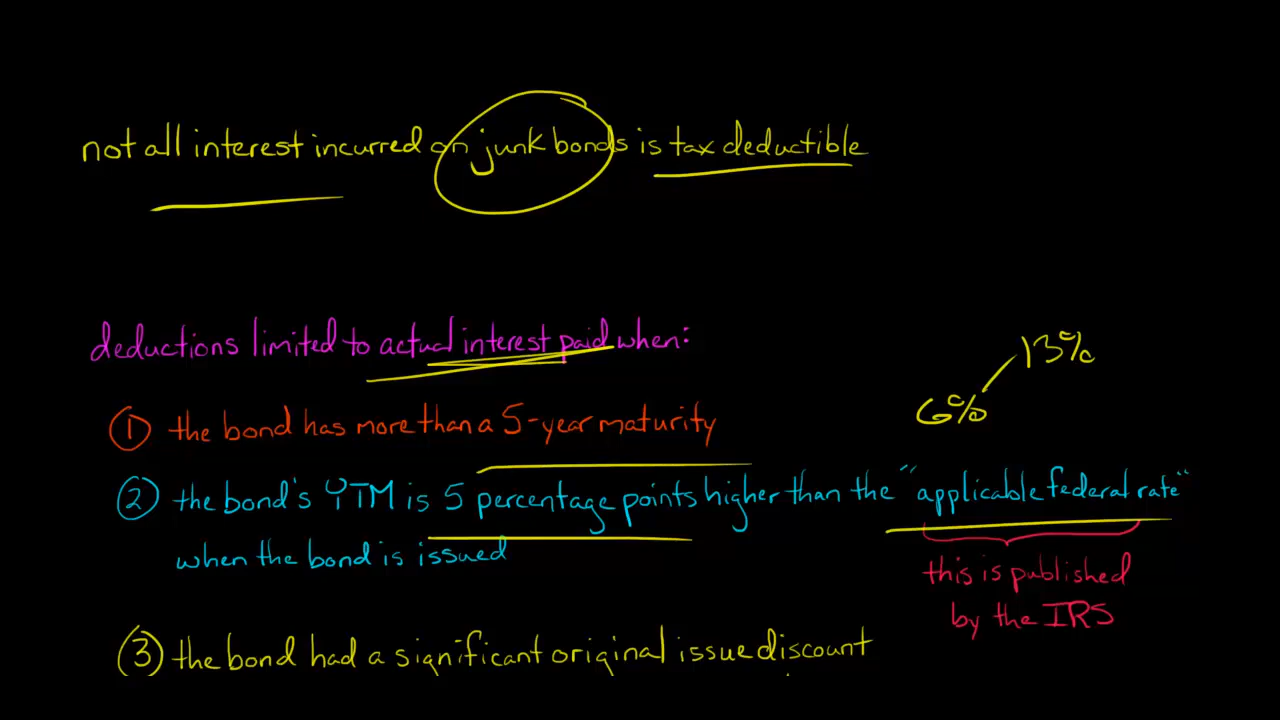 not all interest incurred on junk bonds is tax deductible
deductions limited to actual interest paid when:
13%
6%
① the bond has more than a 5-year maturity
② the bond's YTM is 5 percentage points higher than the "applicable federal rate"
when the bond is issued
this is published
by the IRS
③ the bond had a significant original issue discount